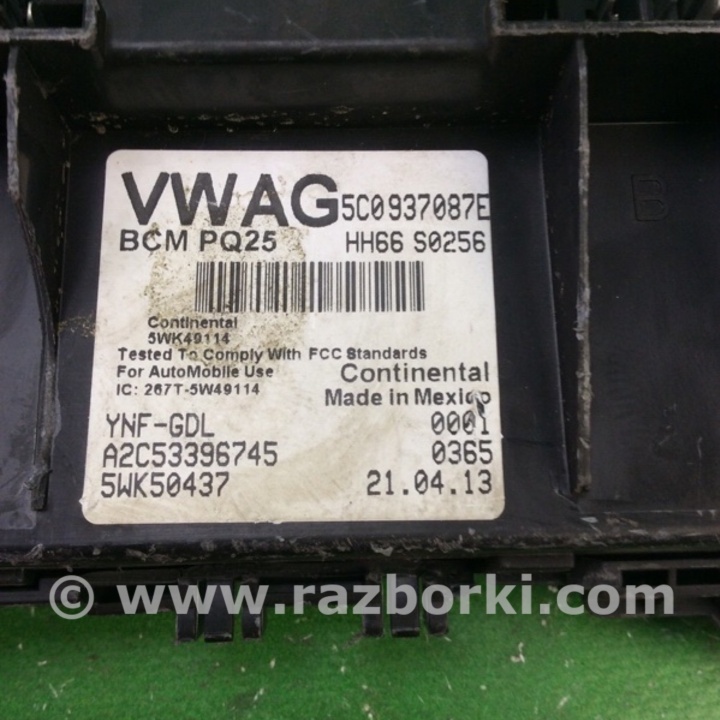 VWAG 5C0937087E
BCM PQ25 HH66 S0256
Continental
5WK49114
Tested To Comply With FCC Standards
For AutoMobile Use
IC: 267T-5W49114
Continental
Made in Mexico
YNF-GDL 0001
A2C53396745 0365
5WK50437 21.04.13
B
© www.razborki.com